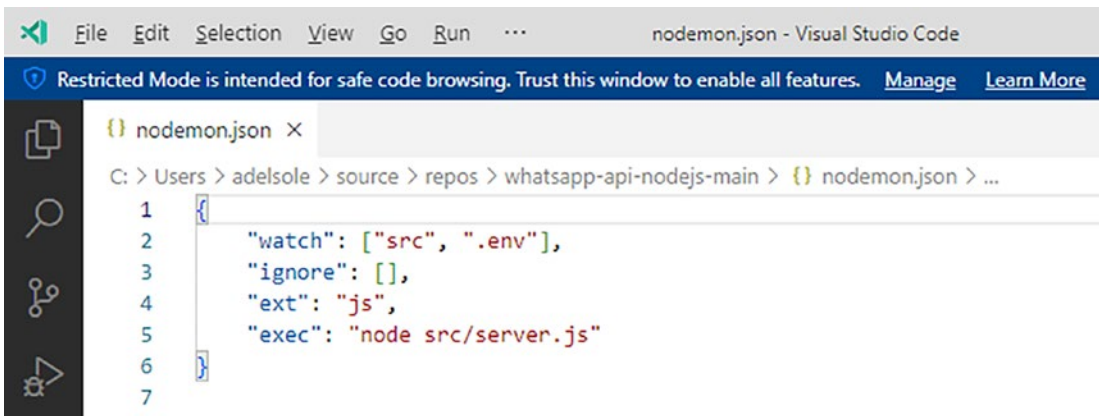 File Edit Selection View Go Run ··· nodemon.json - Visual Studio Code
Restricted Mode is intended for safe code browsing. Trust this window to enable all features. Manage Learn More
{} nodemon.json ×
C: > Users > adelsole > source > repos > whatsapp-api-nodejs-main > {} nodemon.json > ...
1 {
2     "watch": ["src", ".env"],
3     "ignore": [],
4     "ext": "js",
5     "exec": "node src/server.js"
6 }
7